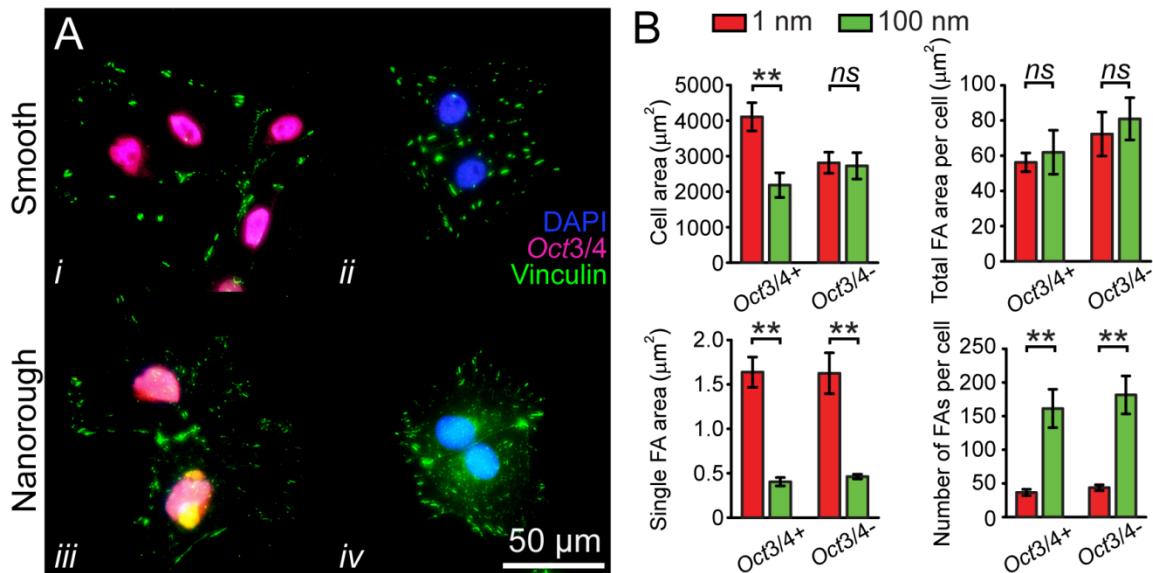 A
Smooth
i
ii
DAPI
Oct3/4
Vinculin
Nanorough
iii
iv
50 μm
B
1 nm
100 nm
Cell area (μm²)
5000
4000
3000
2000
1000
0
**
ns
Oct3/4+
Oct3/4-
Total FA area per cell (μm²)
100
80
60
40
20
0
ns
ns
Oct3/4+
Oct3/4-
Single FA area (μm²)
2.0
1.5
1.0
0.5
0
**
**
Oct3/4+
Oct3/4-
Number of FAs per cell
250
200
150
100
50
0
**
**
Oct3/4+
Oct3/4-